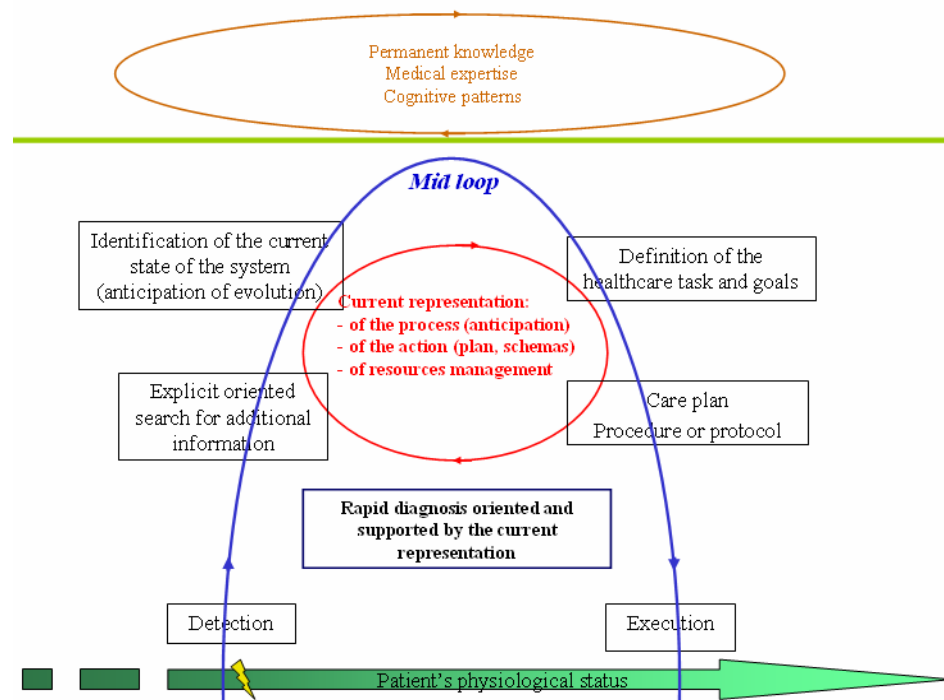 Permanent knowledge
Medical expertise
Cognitive patterns
Mid loop
Identification of the current
state of the system
(anticipation of evolution)
Definition of the
healthcare task and goals
Current representation:
- of the process (anticipation)
- of the action (plan, schemas)
- of resources management
Explicit oriented
search for additional
information
Care plan
Procedure or protocol
Rapid diagnosis oriented and
supported by the current
representation
Detection
Execution
Patient's physiological status